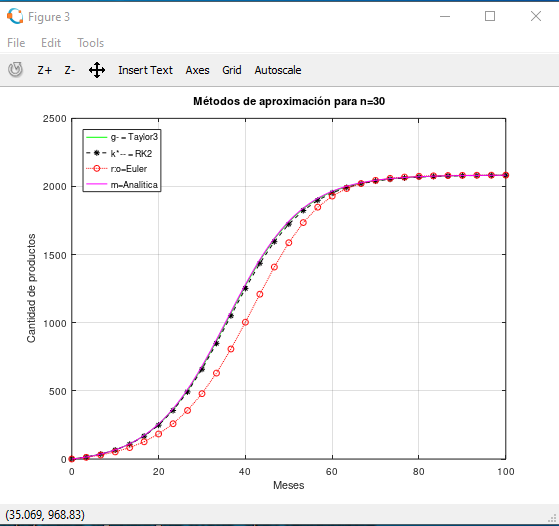 Figure 3
File Edit Tools
Z+ Z- Insert Text Axes Grid Autoscale
Métodos de aproximación para n=30
g- = Taylor3
k*-- = RK2
r:o=Euler
m=Analitica
Cantidad de productos
2500
2000
1500
1000
500
0
0 20 40 60 80 100
Meses
(35.069, 968.83)